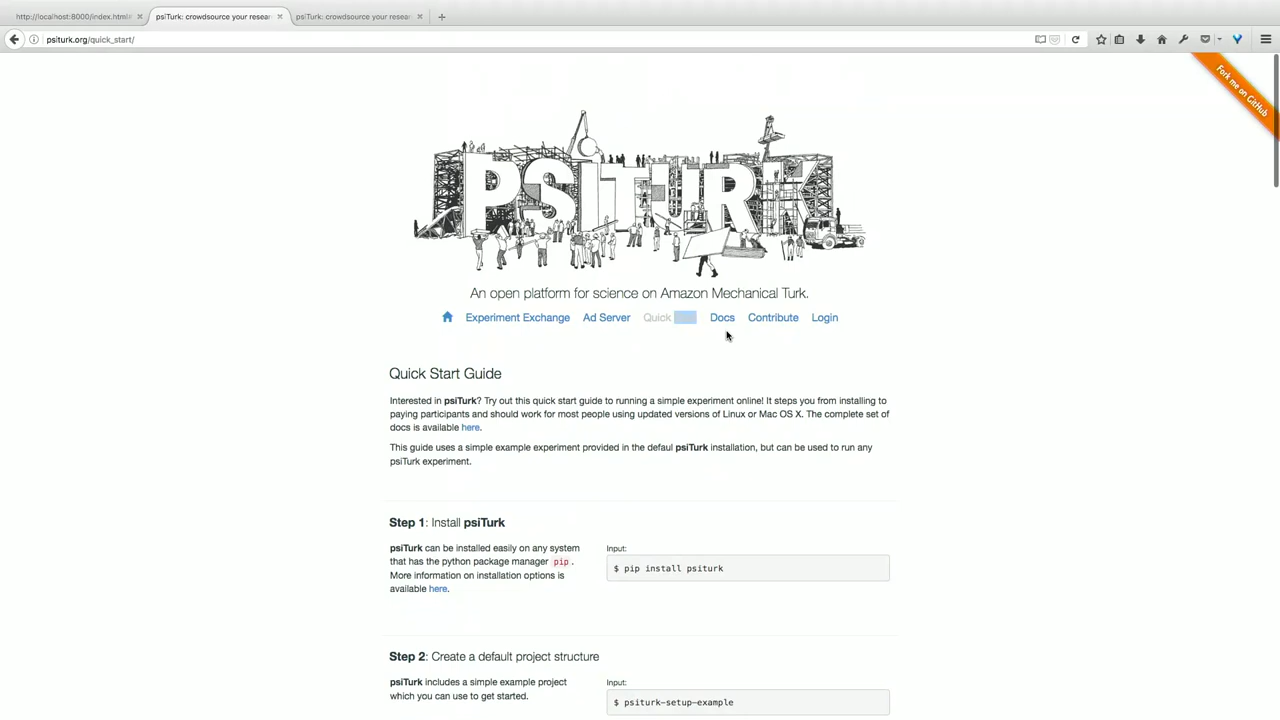 http://localhost:8000/index.html#
psiTurk: crowdsource your resear
psiTurk: crowdsource your resear
psiturk.org/quick_start/
Fork me on GitHub
PSITURK
An open platform for science on Amazon Mechanical Turk.
Experiment Exchange Ad Server Quick Docs Contribute Login
Quick Start Guide
Interested in psiTurk? Try out this quick start guide to running a simple experiment online! It steps you from installing to
paying participants and should work for most people using updated versions of Linux or Mac OS X. The complete set of
docs is available here.
This guide uses a simple example experiment provided in the defaul psiTurk installation, but can be used to run any
psiTurk experiment.
Step 1: Install psiTurk
psiTurk can be installed easily on any system
that has the python package manager pip.
More information on installation options is
available here.
Input:
$ pip install psiturk
Step 2: Create a default project structure
psiTurk includes a simple example project
which you can use to get started.
Input:
$ psiturk-setup-example